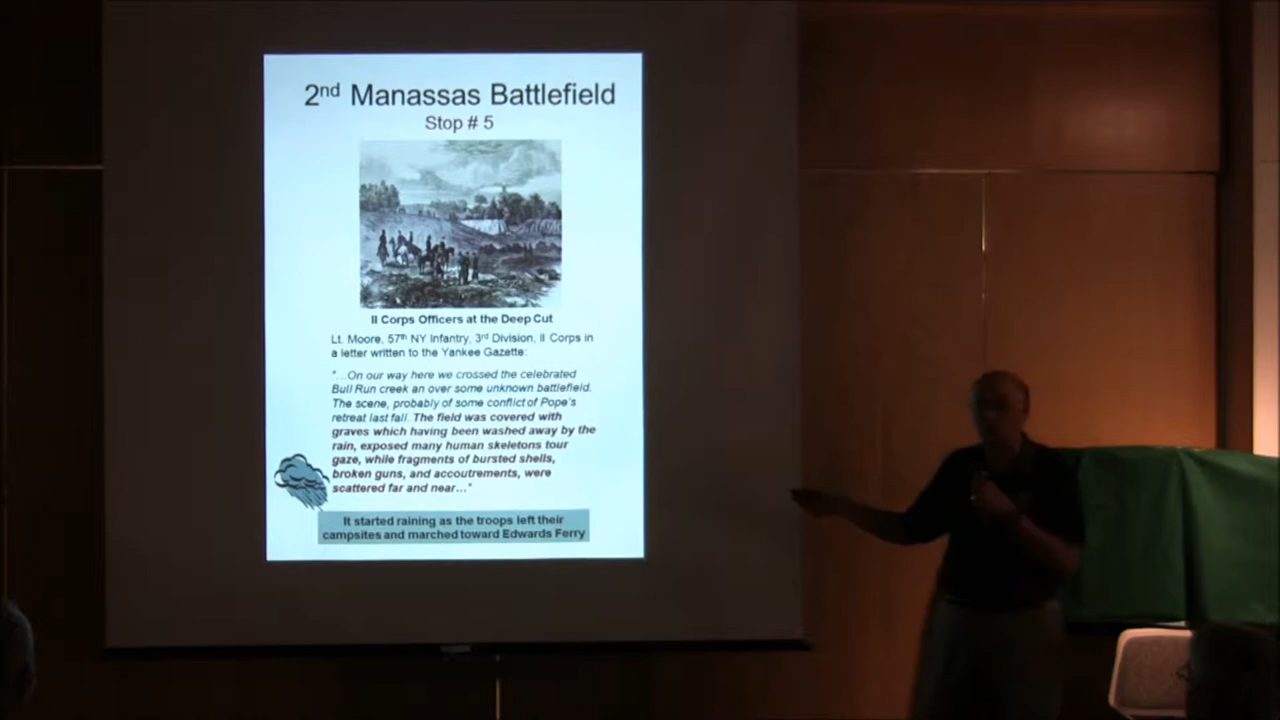 2nd Manassas Battlefield
Stop # 5
II Corps Officers at the Deep Cut
Lt. Moore, 57th NY Infantry, 3rd Division, II Corps in
a letter written to the Yankee Gazette:
"...On our way here we crossed the celebrated
Bull Run creek an over some unknown battlefield.
The scene, probably of some conflict of Pope's
retreat last fall. The field was covered with
graves which having been washed away by the
rain, exposed many human skeletons tour
gaze, while fragments of bursted shells,
broken guns, and accoutrements, were
scattered far and near..."
It started raining as the troops left their
campsites and marched toward Edwards Ferry